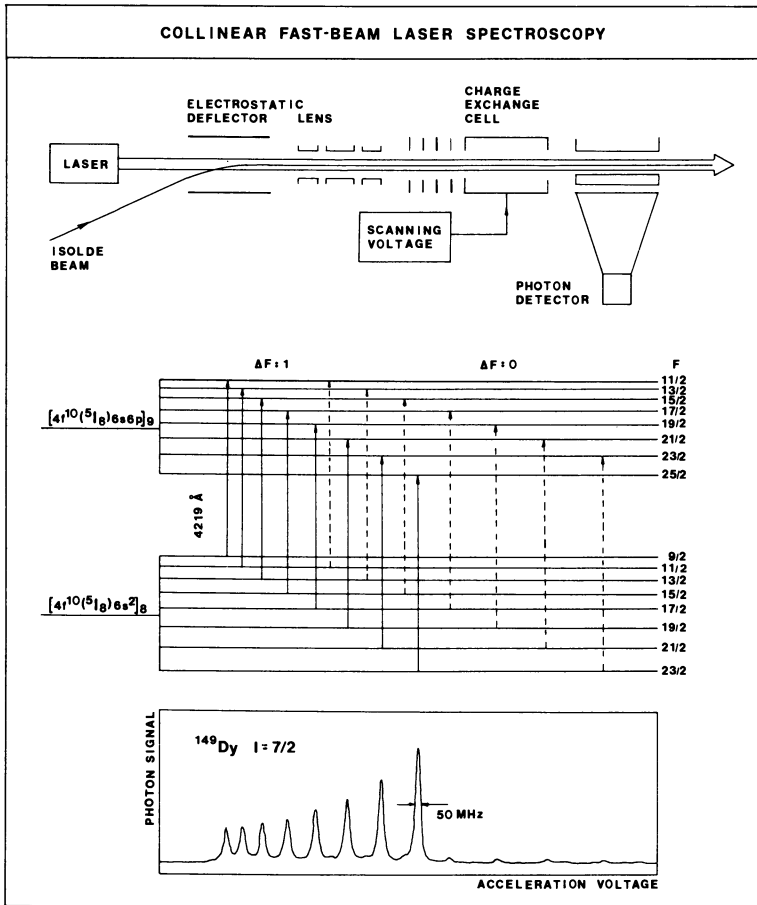 COLLINEAR FAST-BEAM LASER SPECTROSCOPY
ELECTROSTATIC
DEFLECTOR
LENS
CHARGE
EXCHANGE
CELL
LASER
ISOLDE
BEAM
SCANNING
VOLTAGE
PHOTON
DETECTOR
ΔF:1
ΔF:0
F
[4f¹⁰(⁵I₈)6s6p]₉
11/2
13/2
15/2
17/2
19/2
21/2
23/2
25/2
4219 Å
[4f¹⁰(⁵I₈)6s²]₈
9/2
11/2
13/2
15/2
17/2
19/2
21/2
23/2
PHOTON SIGNAL
¹⁴⁹Dy I=7/2
50 MHz
ACCELERATION VOLTAGE